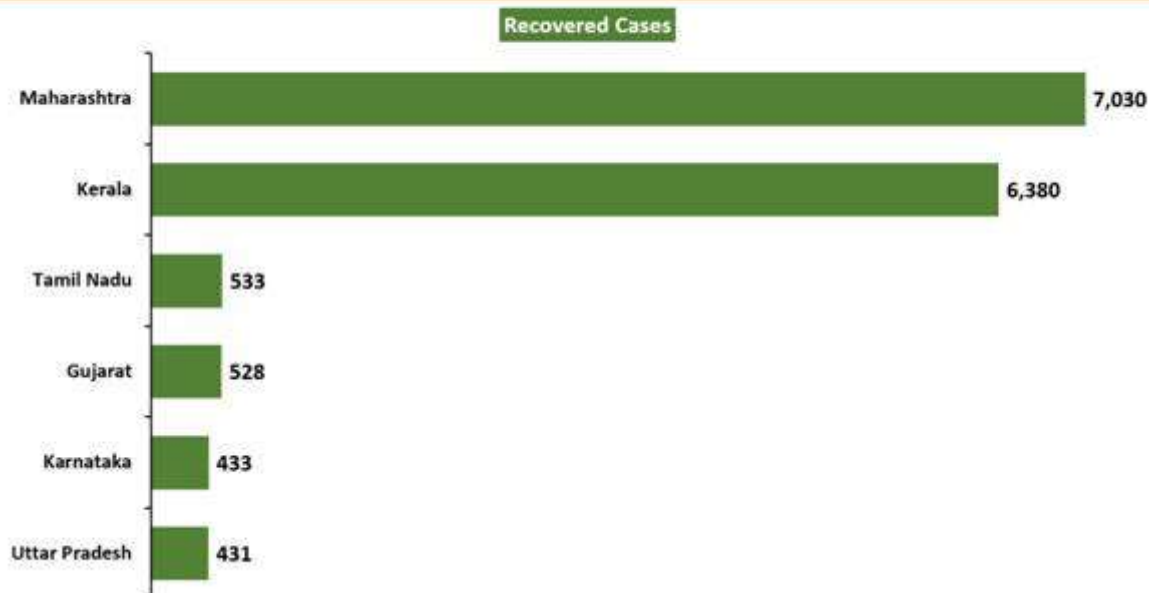 Recovered Cases
Maharashtra 7,030
Kerala 6,380
Tamil Nadu 533
Gujarat 528
Karnataka 433
Uttar Pradesh 431